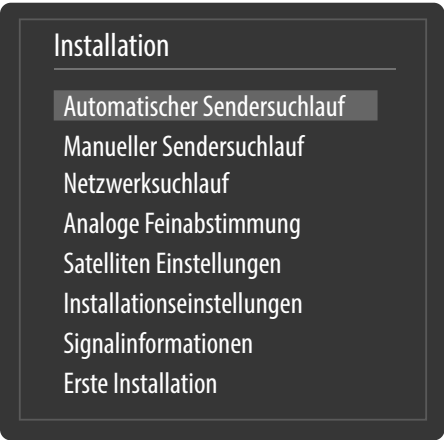 Installation
Automatischer Sendersuchlauf
Manueller Sendersuchlauf
Netzwerksuchlauf
Analoge Feinabstimmung
Satelliten Einstellungen
Installationseinstellungen
Signalinformationen
Erste Installation